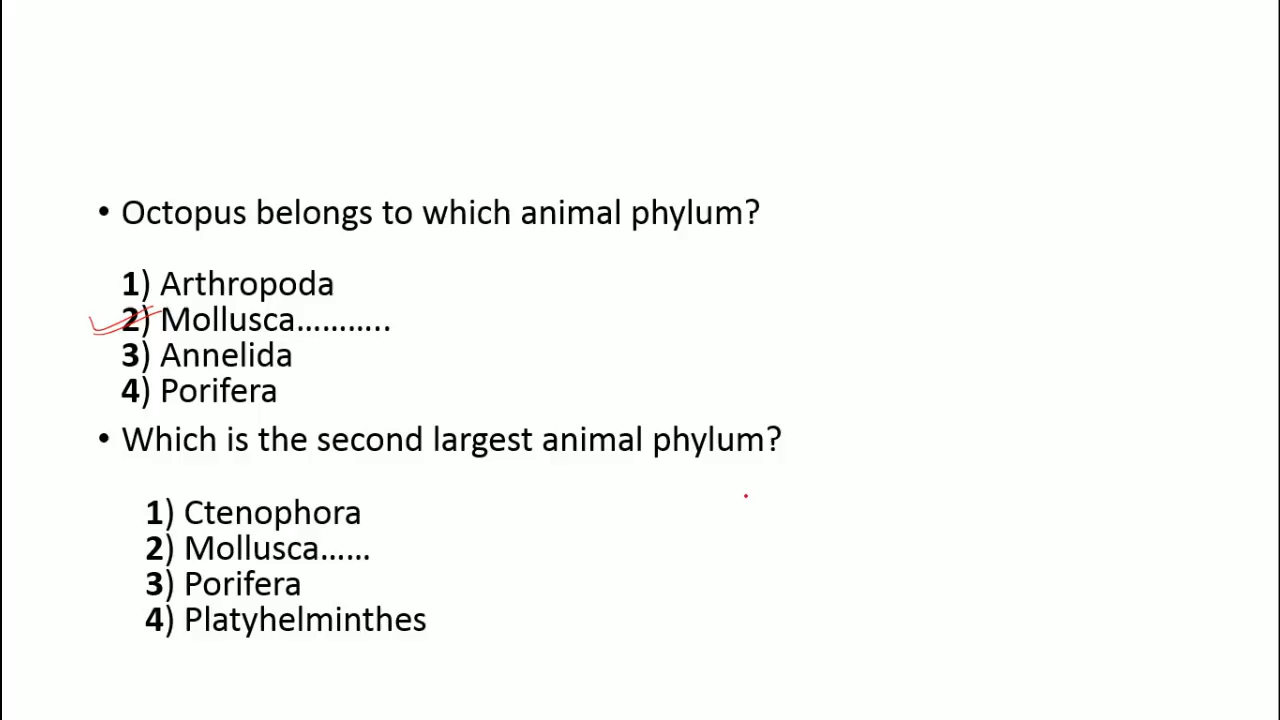 • Octopus belongs to which animal phylum?
1) Arthropoda
2) Mollusca………..
3) Annelida
4) Porifera
• Which is the second largest animal phylum?
1) Ctenophora
2) Mollusca……
3) Porifera
4) Platyhelminthes